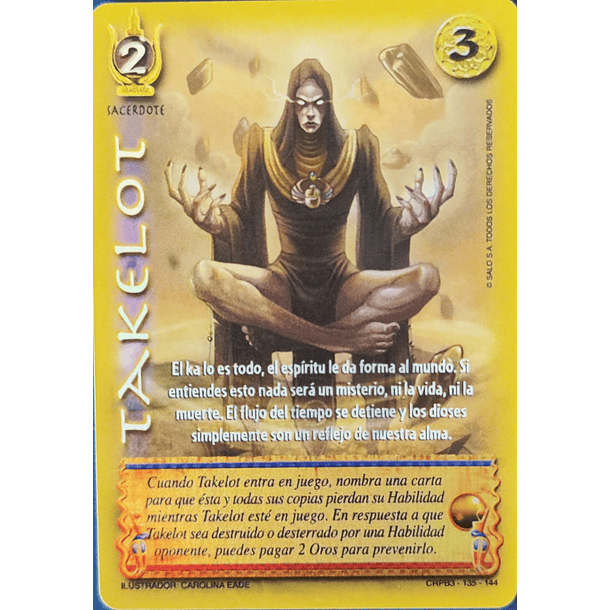 2
3
SACERDOTE
TAKELOT
© SALO S.A. TODOS LOS DERECHOS RESERVADOS
El ka lo es todo, el espíritu le da forma al mundo. Si
entiendes esto nada será un misterio, ni la vida, ni la
muerte. El flujo del tiempo se detiene y los dioses
simplemente son un reflejo de nuestra alma.
Cuando Takelot entra en juego, nombra una carta
para que ésta y todas sus copias pierdan su Habilidad
mientras Takelot esté en juego. En respuesta a que
Takelot sea destruido o desterrado por una Habilidad
oponente, puedes pagar 2 Oros para prevenirlo.
ILUSTRADOR: CAROLINA EADE
CRPB3 - 135 - 144